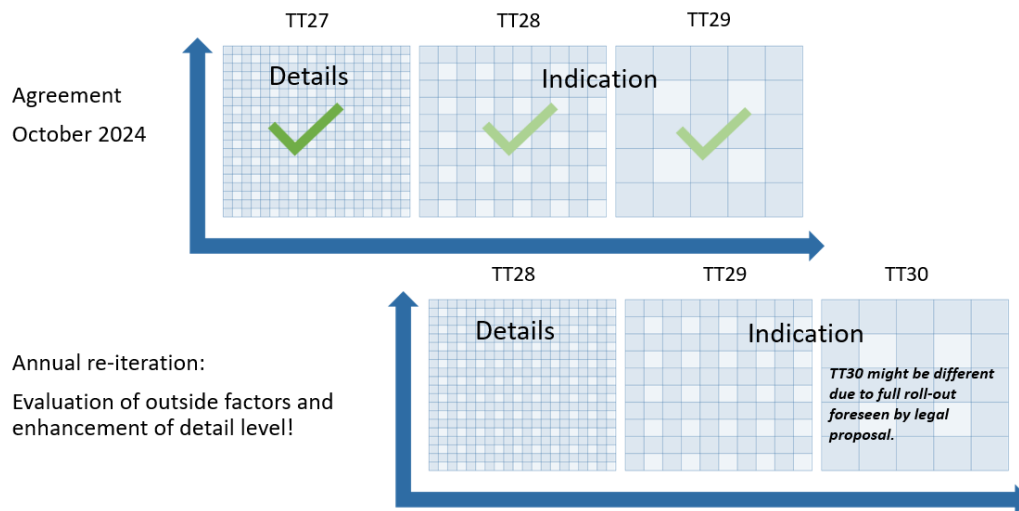 TT27 TT28 TT29
Details Indication
Agreement
October 2024
TT28 TT29 TT30
Details Indication
Annual re-iteration:
Evaluation of outside factors and
enhancement of detail level!
TT30 might be different
due to full roll-out
foreseen by legal
proposal.